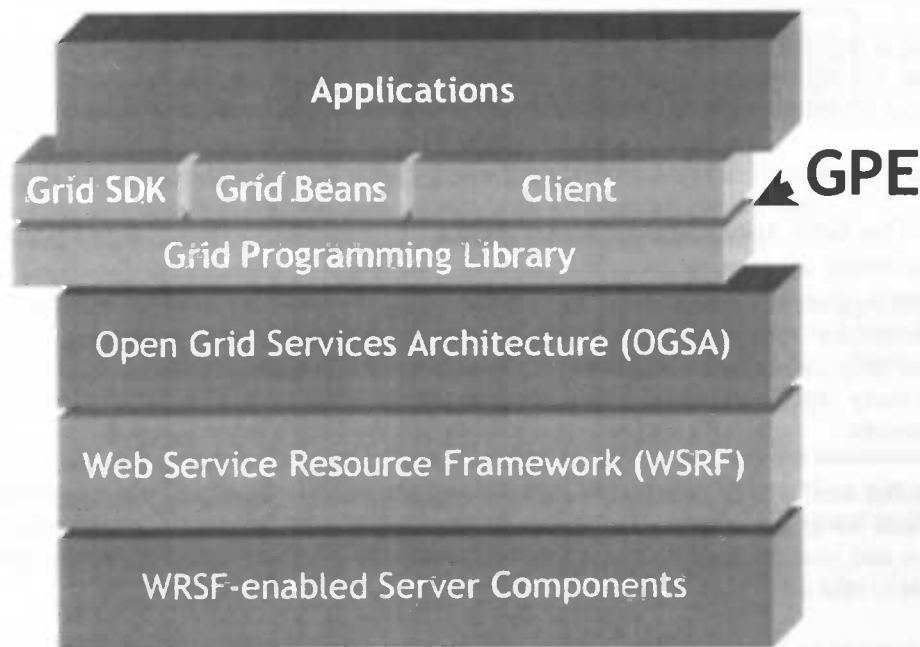 Applications
Grid SDK Grid Beans Client GPE
Grid Programming Library
Open Grid Services Architecture (OGSA)
Web Service Resource Framework (WSRF)
WRSF-enabled Server Components